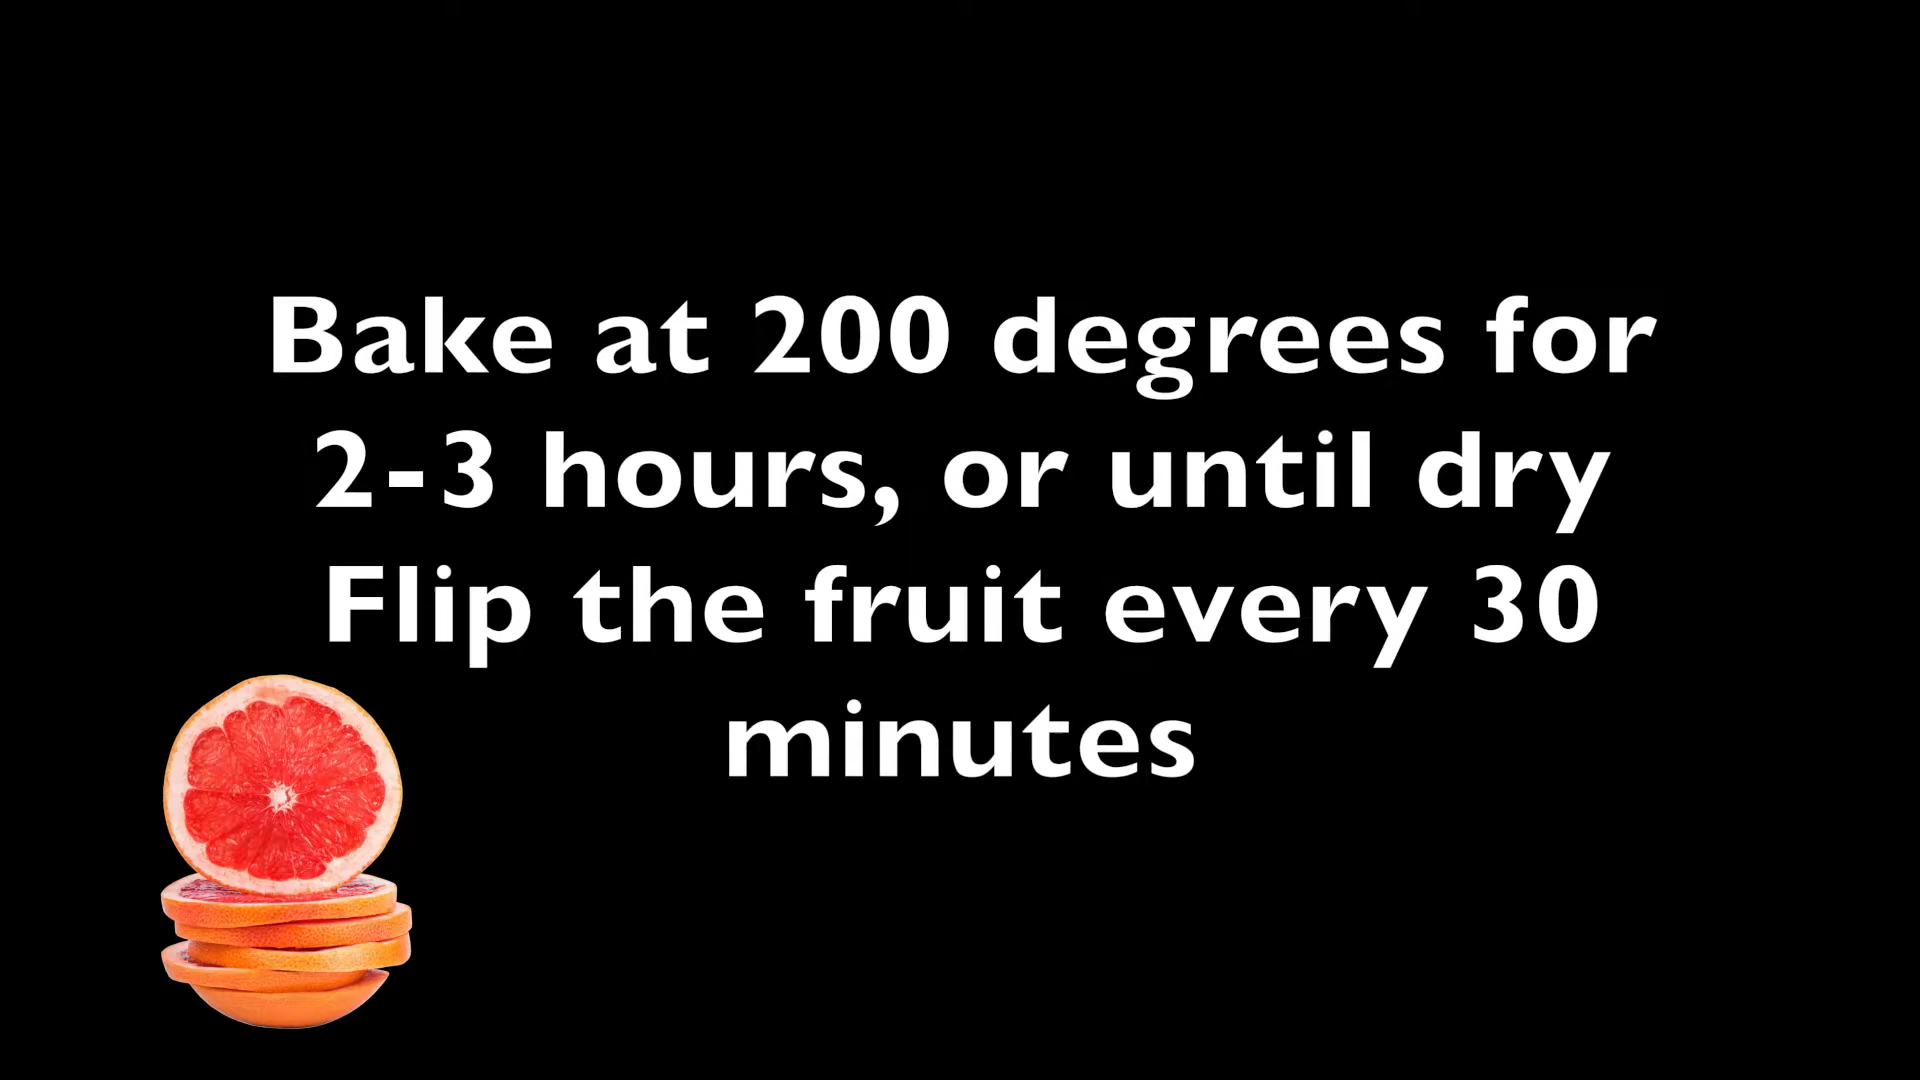 Bake at 200 degrees for
2-3 hours, or until dry
Flip the fruit every 30
minutes